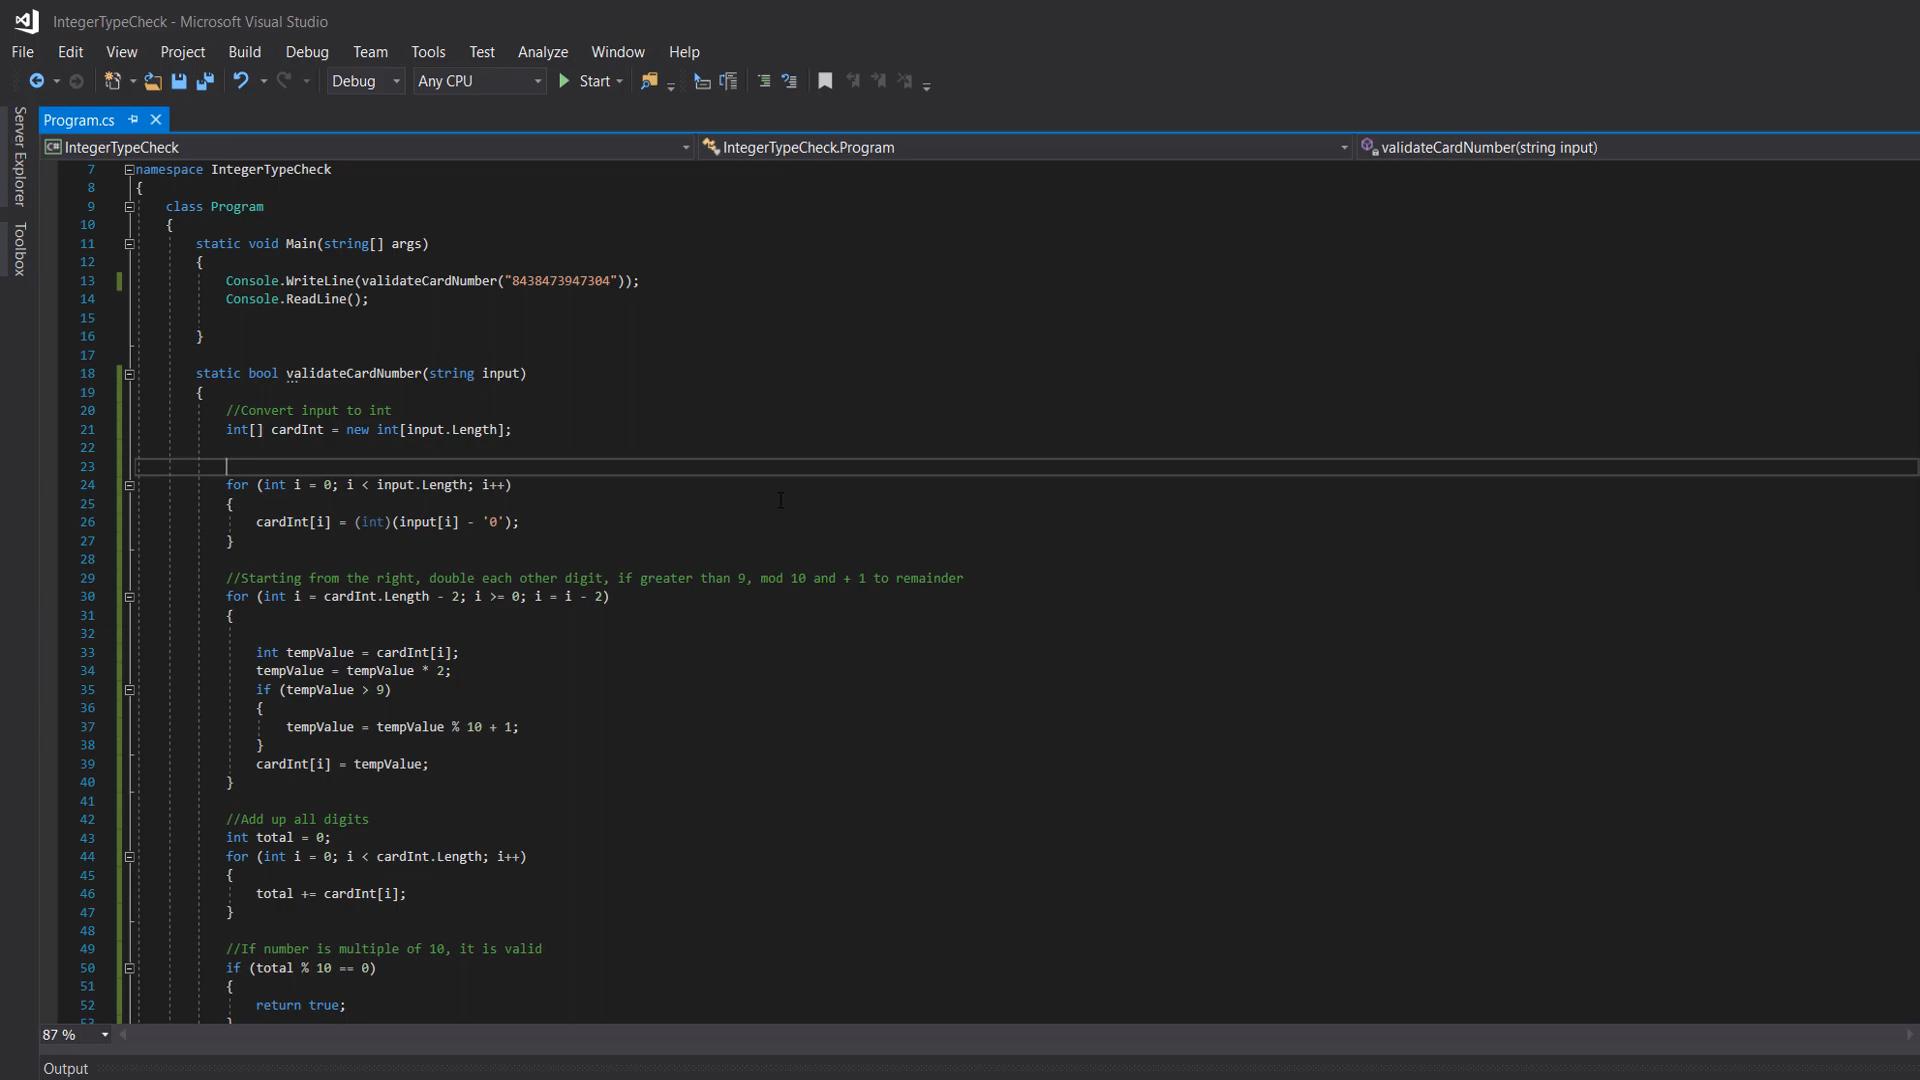 IntegerTypeCheck - Microsoft Visual Studio
File Edit View Project Build Debug Team Tools Test Analyze Window Help
Debug Any CPU Start
Server Explorer
Toolbox
Program.cs
C# IntegerTypeCheck IntegerTypeCheck.Program validateCardNumber(string input)
7 namespace IntegerTypeCheck
8 {
9 class Program
10 {
11 static void Main(string[] args)
12 {
13 Console.WriteLine(validateCardNumber("8438473947304"));
14 Console.ReadLine();
15
16 }
17
18 static bool validateCardNumber(string input)
19 {
20 //Convert input to int
21 int[] cardInt = new int[input.Length];
22
23
24 for (int i = 0; i < input.Length; i++)
25 {
26 cardInt[i] = (int)(input[i] - '0');
27 }
28
29 //Starting from the right, double each other digit, if greater than 9, mod 10 and + 1 to remainder
30 for (int i = cardInt.Length - 2; i >= 0; i = i - 2)
31 {
32
33 int tempValue = cardInt[i];
34 tempValue = tempValue * 2;
35 if (tempValue > 9)
36 {
37 tempValue = tempValue % 10 + 1;
38 }
39 cardInt[i] = tempValue;
40 }
41
42 //Add up all digits
43 int total = 0;
44 for (int i = 0; i < cardInt.Length; i++)
45 {
46 total += cardInt[i];
47 }
48
49 //If number is multiple of 10, it is valid
50 if (total % 10 == 0)
51 {
52 return true;
53 }
87 %
Output